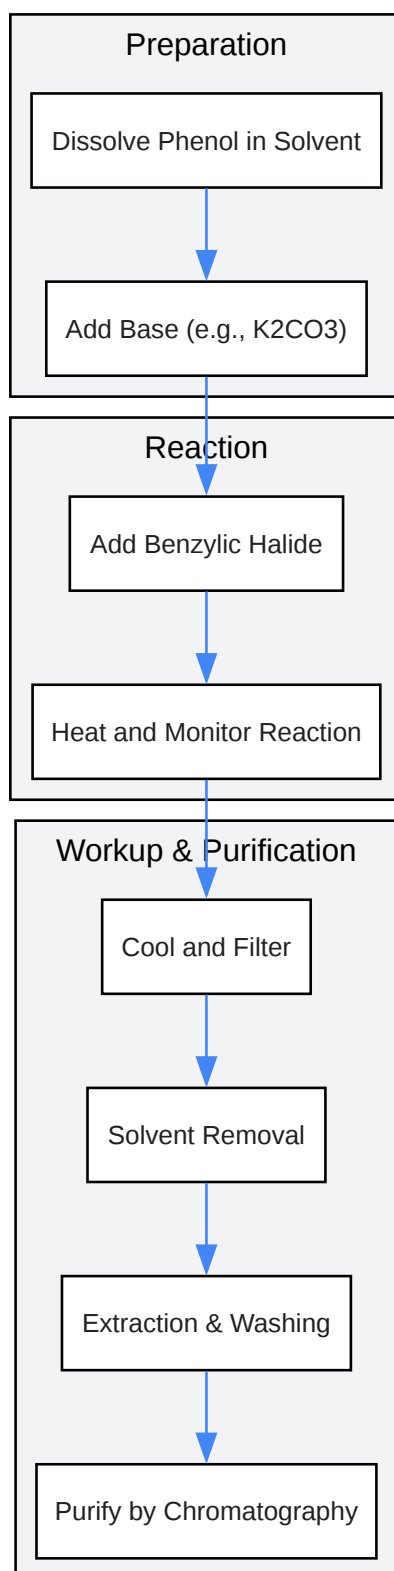 Preparation
Dissolve Phenol in Solvent
Add Base (e.g., K2CO3)
Reaction
Add Benzylic Halide
Heat and Monitor Reaction
Workup & Purification
Cool and Filter
Solvent Removal
Extraction & Washing
Purify by Chromatography